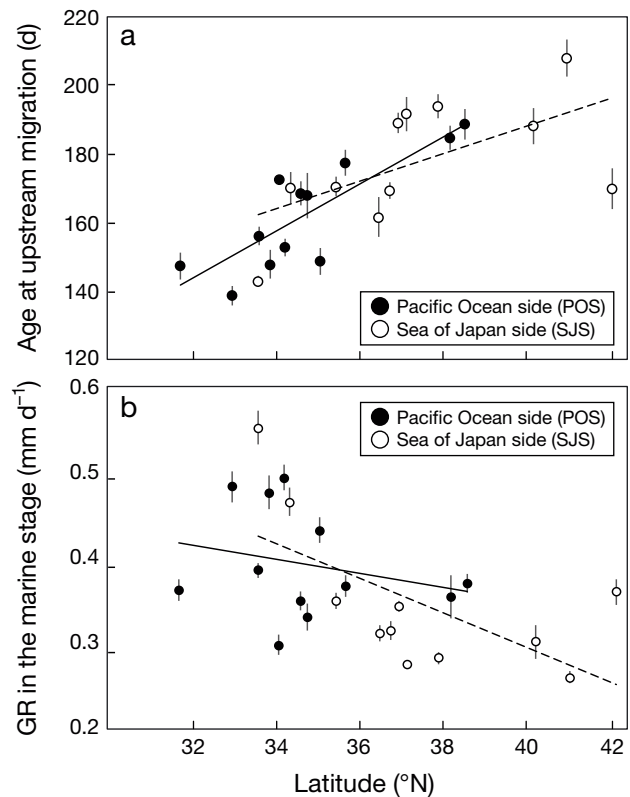 a
Age at upstream migration (d)
220
200
180
160
140
120
Pacific Ocean side (POS)
Sea of Japan side (SJS)
b
GR in the marine stage (mm d⁻¹)
0.6
0.5
0.4
0.3
0.2
Pacific Ocean side (POS)
Sea of Japan side (SJS)
32 34 36 38 40 42
Latitude (°N)